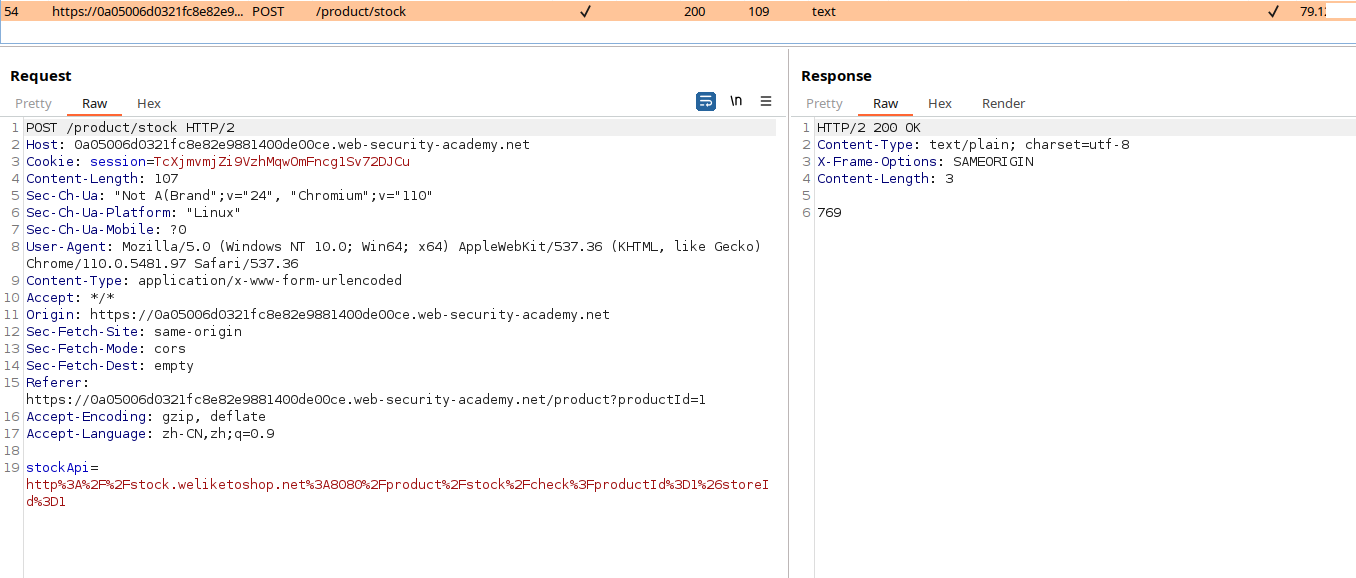 54 https://0a05006d0321fc8e82e9... POST /product/stock ✓ 200 109 text ✓ 79.1
Request
Pretty Raw Hex
\n
1 POST /product/stock HTTP/2
2 Host: 0a05006d0321fc8e82e9881400de00ce.web-security-academy.net
3 Cookie: session=TcXjmvmjZi9VzhMqwOmFncg1Sv72DJCu
4 Content-Length: 107
5 Sec-Ch-Ua: "Not A(Brand";v="24", "Chromium";v="110"
6 Sec-Ch-Ua-Platform: "Linux"
7 Sec-Ch-Ua-Mobile: ?0
8 User-Agent: Mozilla/5.0 (Windows NT 10.0; Win64; x64) AppleWebKit/537.36 (KHTML, like Gecko)
Chrome/110.0.5481.97 Safari/537.36
9 Content-Type: application/x-www-form-urlencoded
10 Accept: */*
11 Origin: https://0a05006d0321fc8e82e9881400de00ce.web-security-academy.net
12 Sec-Fetch-Site: same-origin
13 Sec-Fetch-Mode: cors
14 Sec-Fetch-Dest: empty
15 Referer:
https://0a05006d0321fc8e82e9881400de00ce.web-security-academy.net/product?productId=1
16 Accept-Encoding: gzip, deflate
17 Accept-Language: zh-CN,zh;q=0.9
18
19 stockApi=
http%3A%2F%2Fstock.weliketoshop.net%3A8080%2Fproduct%2Fstock%2Fcheck%3FproductId%3D1%26storeI
d%3D1
Response
Pretty Raw Hex Render
1 HTTP/2 200 OK
2 Content-Type: text/plain; charset=utf-8
3 X-Frame-Options: SAMEORIGIN
4 Content-Length: 3
5
6 769